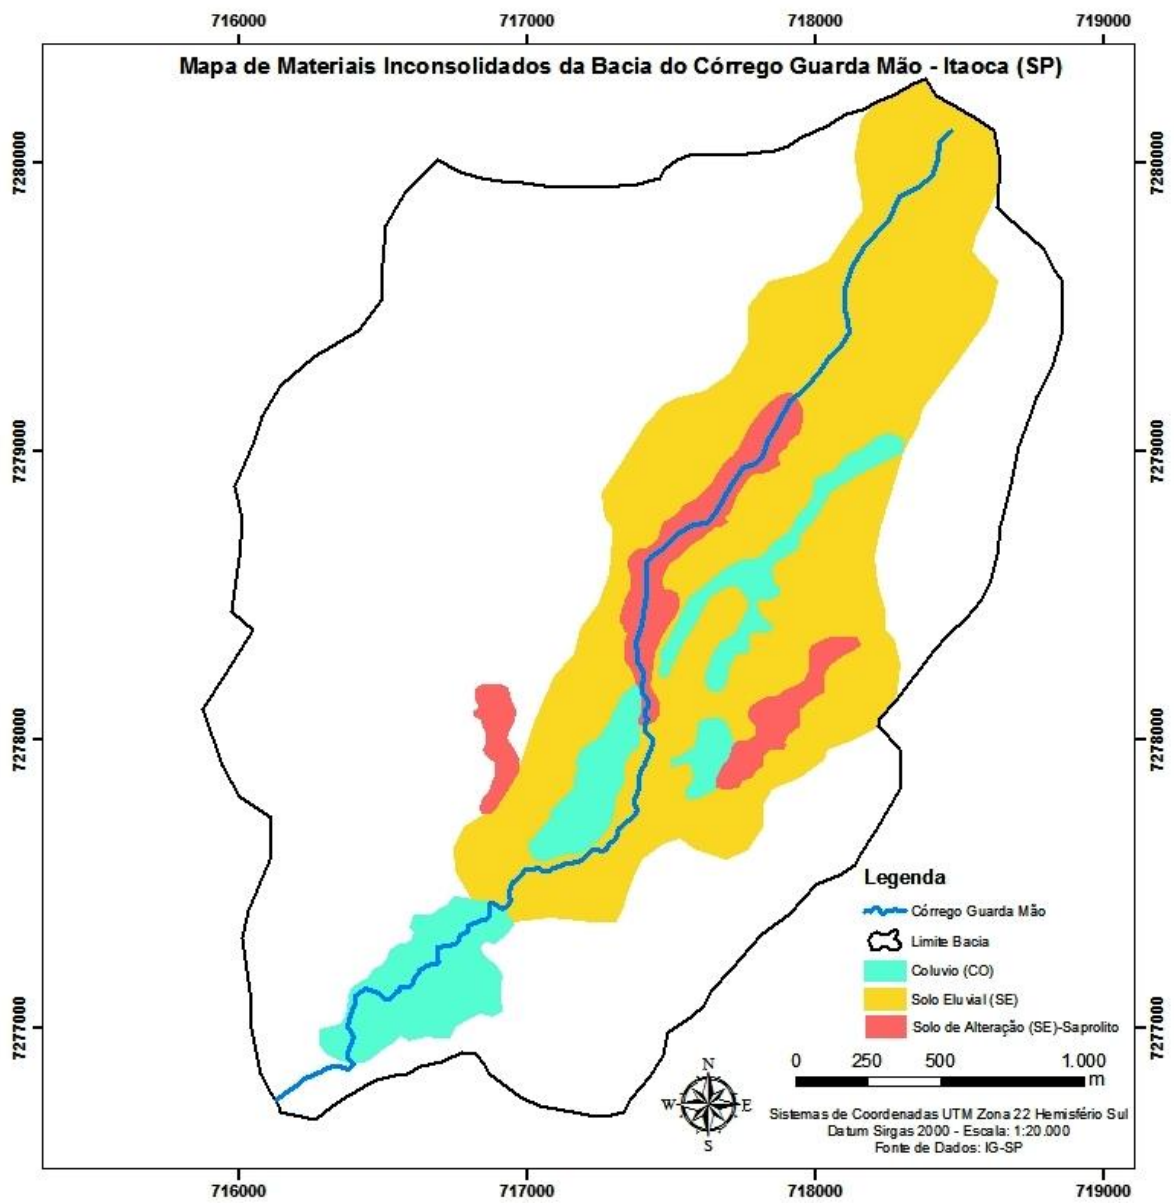 716000 717000 718000 719000
Mapa de Materiais Inconsolidados da Bacia do Córrego Guarda Mão - Itaoca (SP)
7280000 7280000
7279000 7279000
7278000 7278000
7277000 7277000
Legenda
Córrego Guarda Mão
Limite Bacia
Coluvio (CO)
Solo Eluvial (SE)
Solo de Alteração (SE)-Saprolito
0 250 500 1.000
m
N
W E
S
Sistemas de Coordenadas UTM Zona 22 Hemisfério Sul
Datum Sirgas 2000 - Escala: 1:20.000
Fonte de Dados: IG-SP
716000 717000 718000 719000